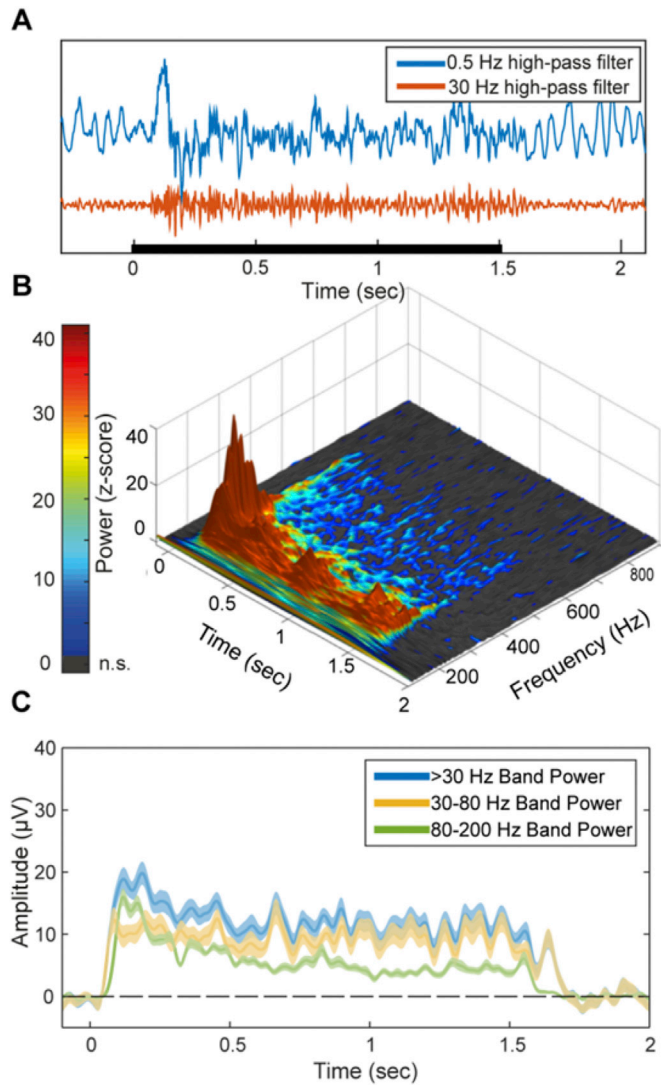 A
0.5 Hz high-pass filter
30 Hz high-pass filter
0 0.5 1 1.5 2
Time (sec)
B
40
30
20
10
0
n.s.
Power (z-score)
40
20
0
0
0.5
1
1.5
2
Time (sec)
200
400
600
800
Frequency (Hz)
C
40
30
20
10
0
Amplitude (µV)
>30 Hz Band Power
30-80 Hz Band Power
80-200 Hz Band Power
0 0.5 1 1.5 2
Time (sec)